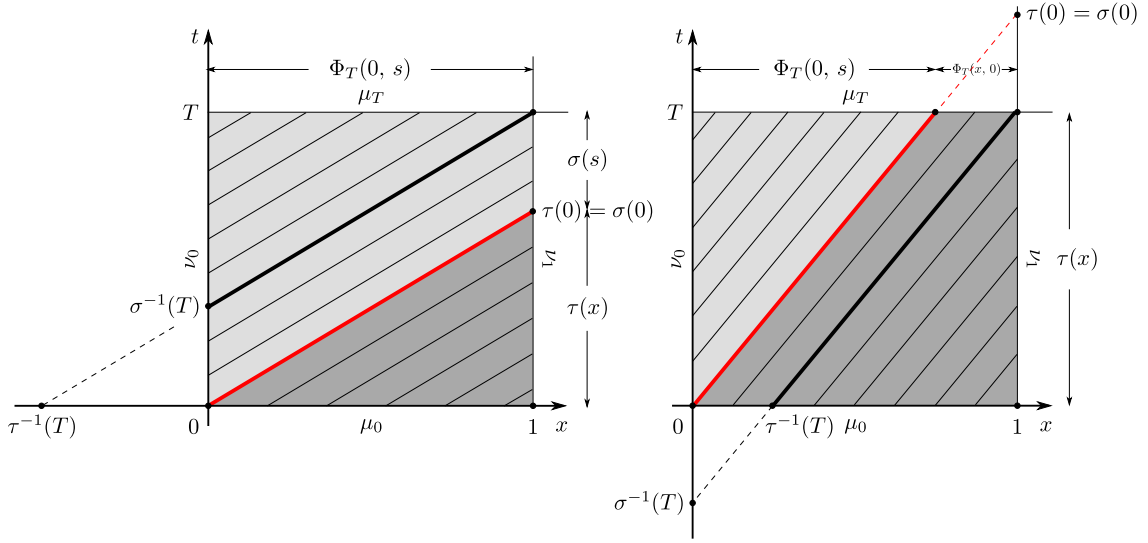 t
Φ_T(0, s)
μ_T
T
σ(s)
τ(0) = σ(0)
ν_0
ν_1
σ^{-1}(T)
τ(x)
τ^{-1}(T)
0
μ_0
1
x
τ(0) = σ(0)
t
Φ_T(0, s)
Φ_T(x, 0)
μ_T
T
ν_0
ν_1
τ(x)
0
τ^{-1}(T)
μ_0
1
x
σ^{-1}(T)